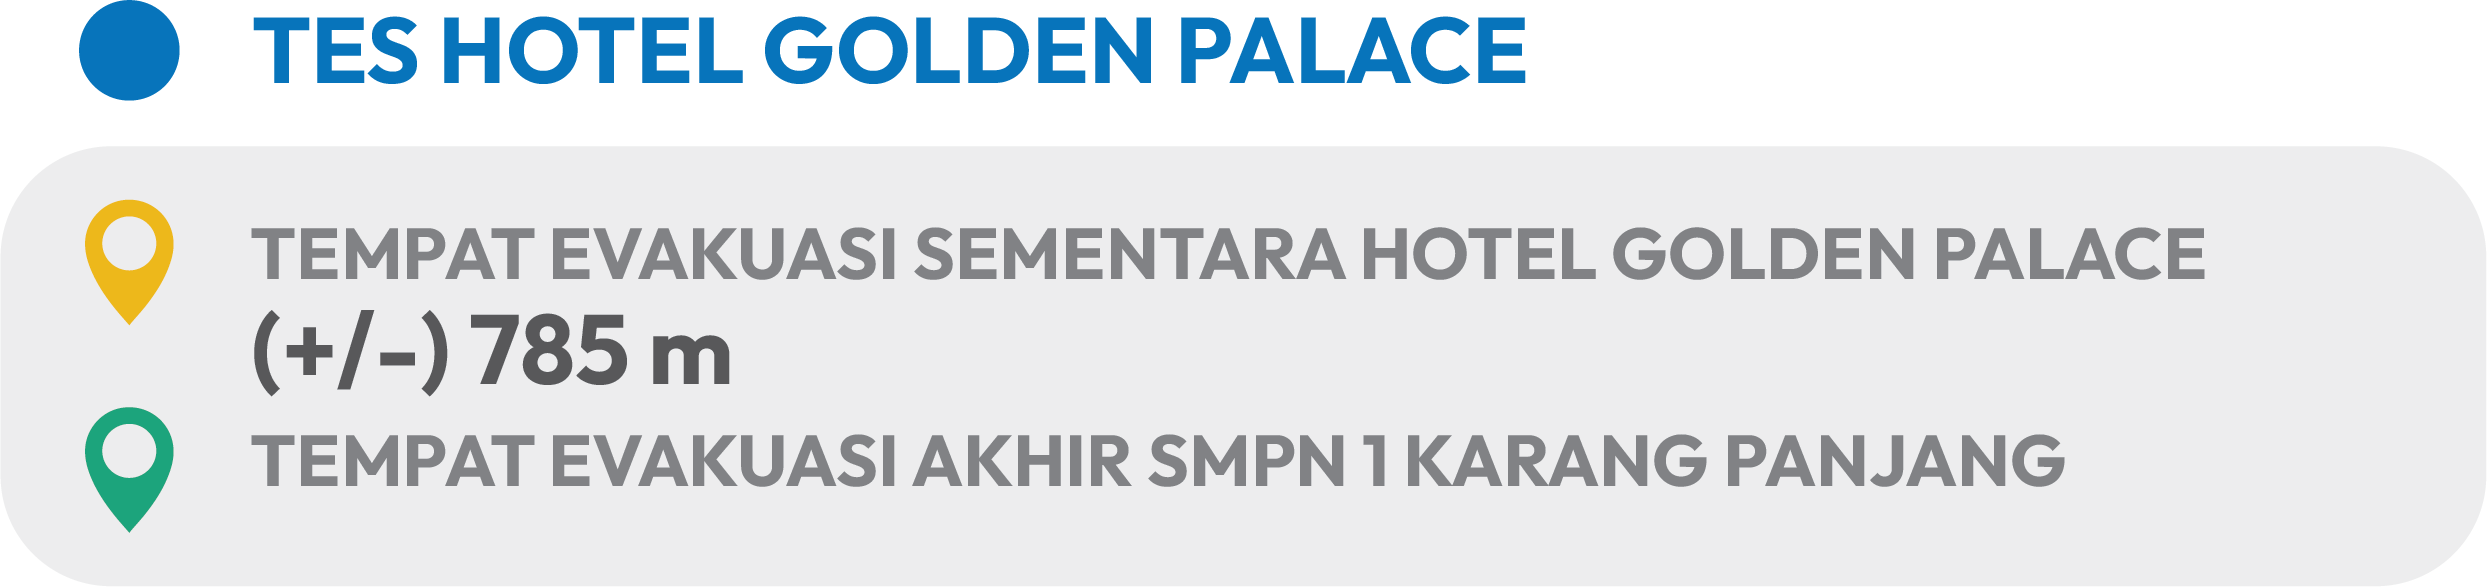 TES HOTEL GOLDEN PALACE
TEMPAT EVAKUASI SEMENTARA HOTEL GOLDEN PALACE
(+/-) 785 m
TEMPAT EVAKUASI AKHIR SMPN 1 KARANG PANJANG